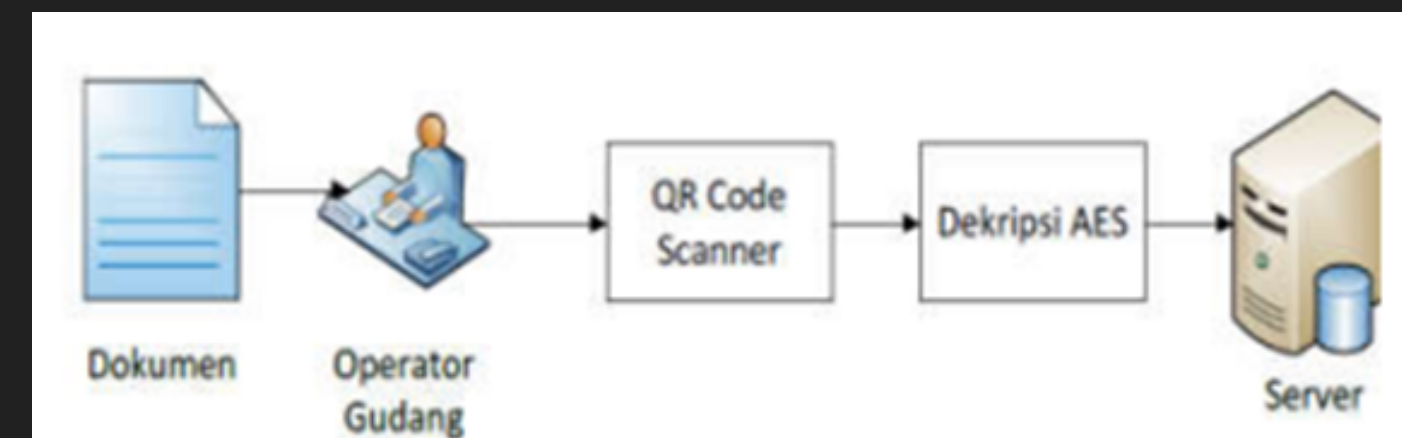 Dokumen
Operator
Gudang
QR Code
Scanner
Dekripsi AES
Server